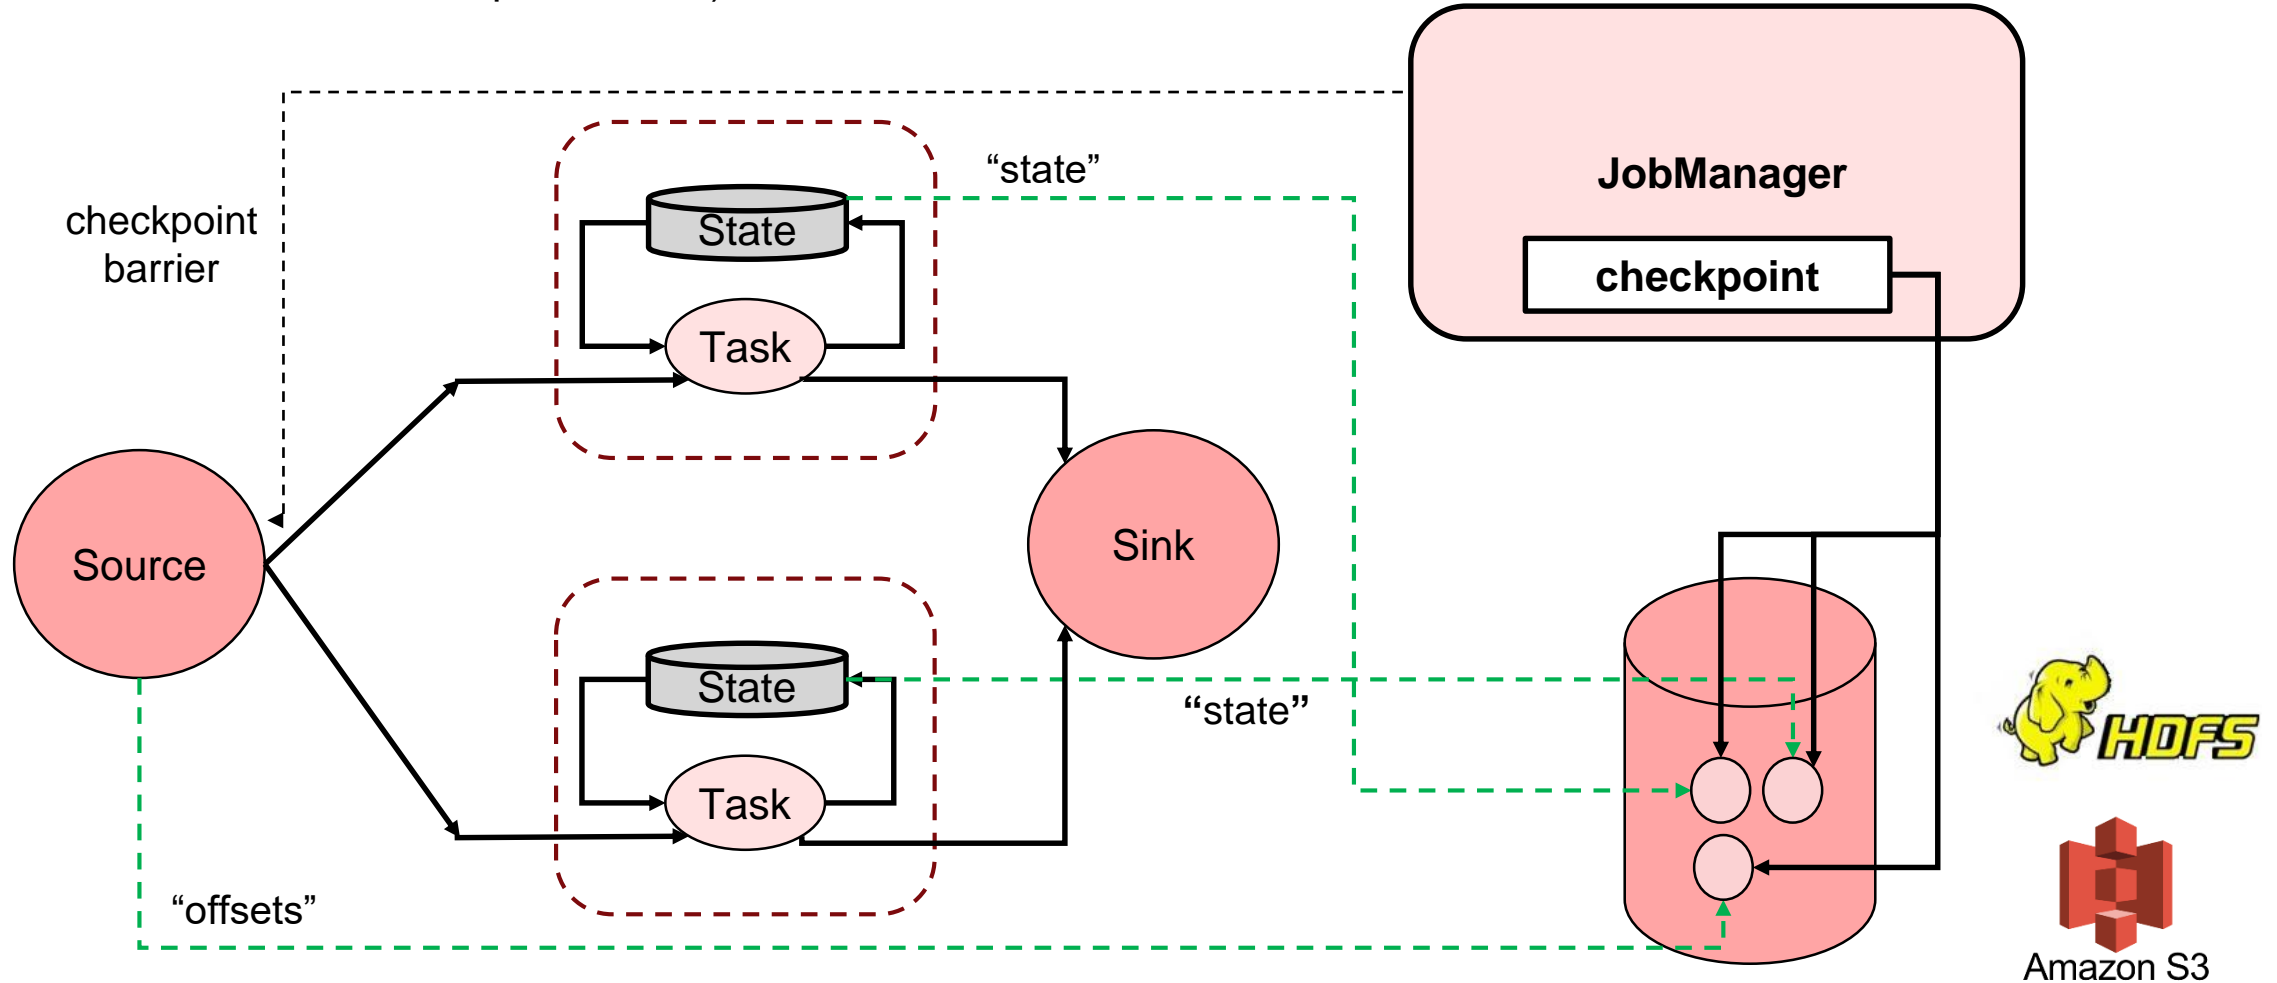 “state”
JobManager
checkpoint
barrier
State
checkpoint
Task
Source
Sink
State
“state”
HDFS
Task
“offsets”
Amazon S3